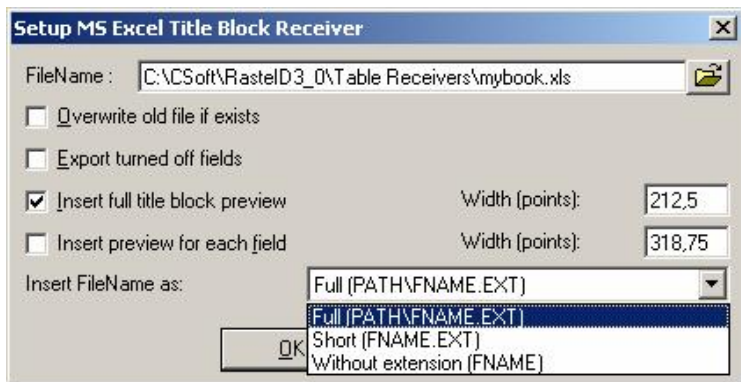 Setup MS Excel Title Block Receiver
FileName : C:\CSoft\RasteID3_0\Table Receivers\mybook.xls
Overwrite old file if exists
Export turned off fields
Insert full title block preview Width (points): 212,5
Insert preview for each field Width (points): 318,75
Insert FileName as: Full (PATH\FNAME.EXT)
Full (PATH\FNAME.EXT)
Short (FNAME.EXT)
OK
Without extension (FNAME)